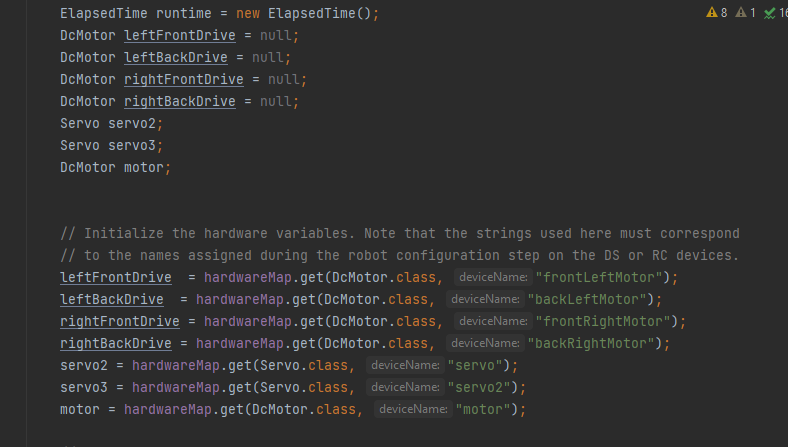 ElapsedTime runtime = new ElapsedTime();
8 1 16
DcMotor leftFrontDrive = null;
DcMotor leftBackDrive = null;
DcMotor rightFrontDrive = null;
DcMotor rightBackDrive = null;
Servo servo2;
Servo servo3;
DcMotor motor;
// Initialize the hardware variables. Note that the strings used here must correspond
// to the names assigned during the robot configuration step on the DS or RC devices.
leftFrontDrive  = hardwareMap.get(DcMotor.class, deviceName: "frontLeftMotor");
leftBackDrive  = hardwareMap.get(DcMotor.class, deviceName: "backLeftMotor");
rightFrontDrive = hardwareMap.get(DcMotor.class, deviceName: "frontRightMotor");
rightBackDrive = hardwareMap.get(DcMotor.class, deviceName: "backRightMotor");
servo2 = hardwareMap.get(Servo.class, deviceName: "servo");
servo3 = hardwareMap.get(Servo.class, deviceName: "servo2");
motor = hardwareMap.get(DcMotor.class, deviceName: "motor");